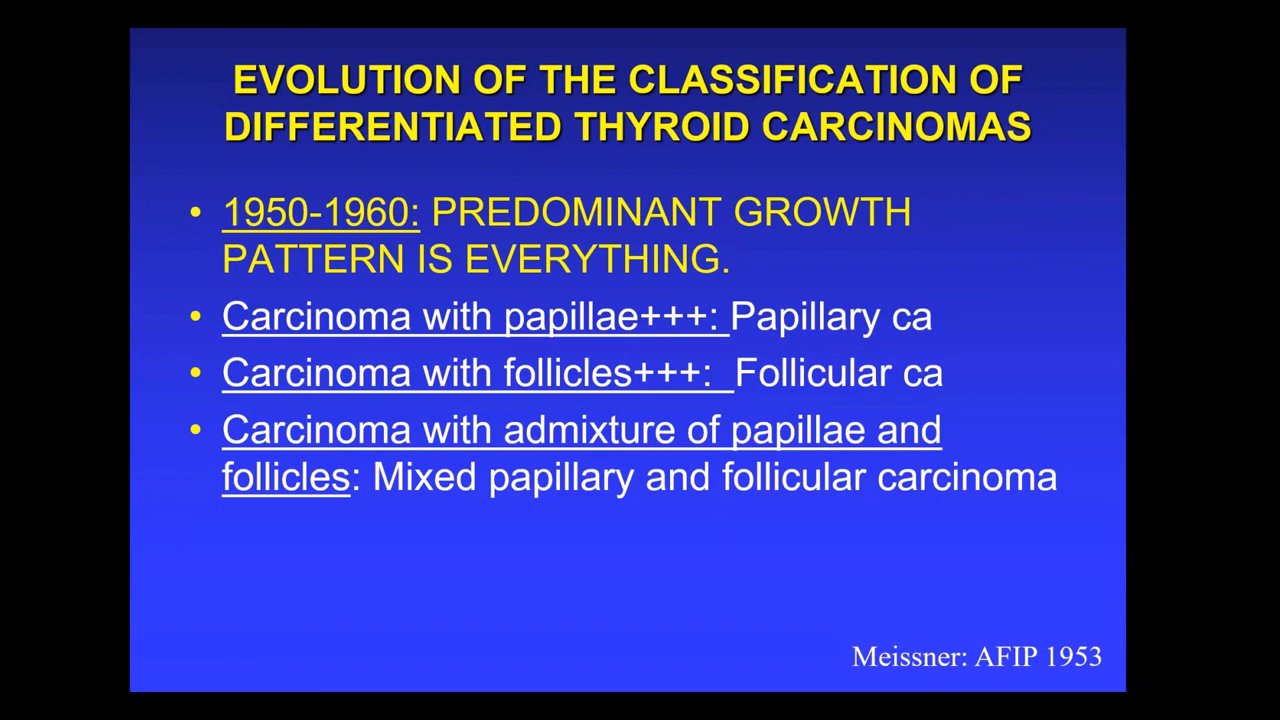 EVOLUTION OF THE CLASSIFICATION OF
DIFFERENTIATED THYROID CARCINOMAS
• 1950-1960: PREDOMINANT GROWTH
PATTERN IS EVERYTHING.
• Carcinoma with papillae+++: Papillary ca
• Carcinoma with follicles+++: Follicular ca
• Carcinoma with admixture of papillae and
follicles: Mixed papillary and follicular carcinoma
Meissner: AFIP 1953